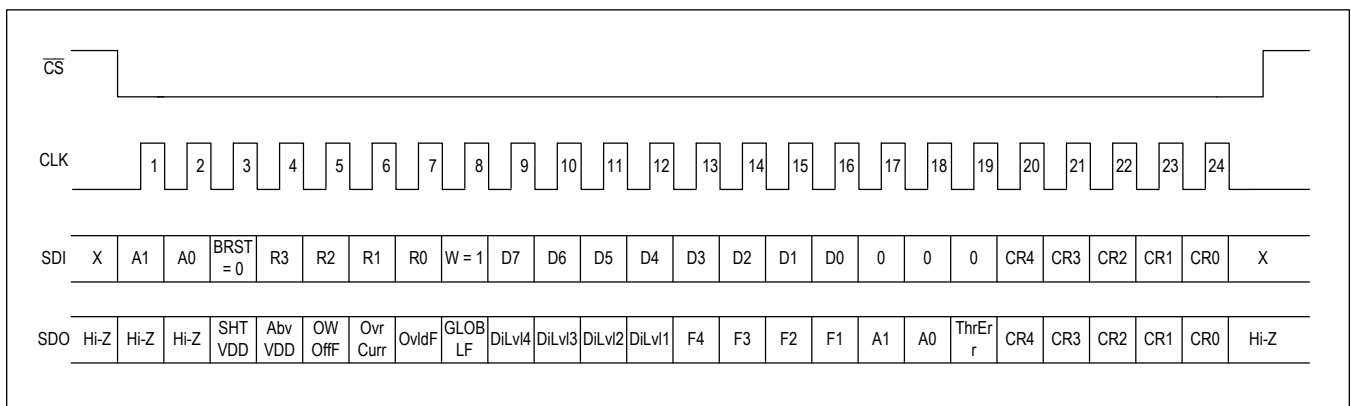 CS
CLK 1 2 3 4 5 6 7 8 9 10 11 12 13 14 15 16 17 18 19 20 21 22 23 24
SDI X A1 A0 BRST = 0 R3 R2 R1 R0 W = 1 D7 D6 D5 D4 D3 D2 D1 D0 0 0 0 CR4 CR3 CR2 CR1 CR0 X
SDO Hi-Z Hi-Z Hi-Z SHT VDD Abv VDD OW OffF Ovr Curr OvldF GLOB LF DiLvl4 DiLvl3 DiLvl2 DiLvl1 F4 F3 F2 F1 A1 A0 ThrEr r CR4 CR3 CR2 CR1 CR0 Hi-Z